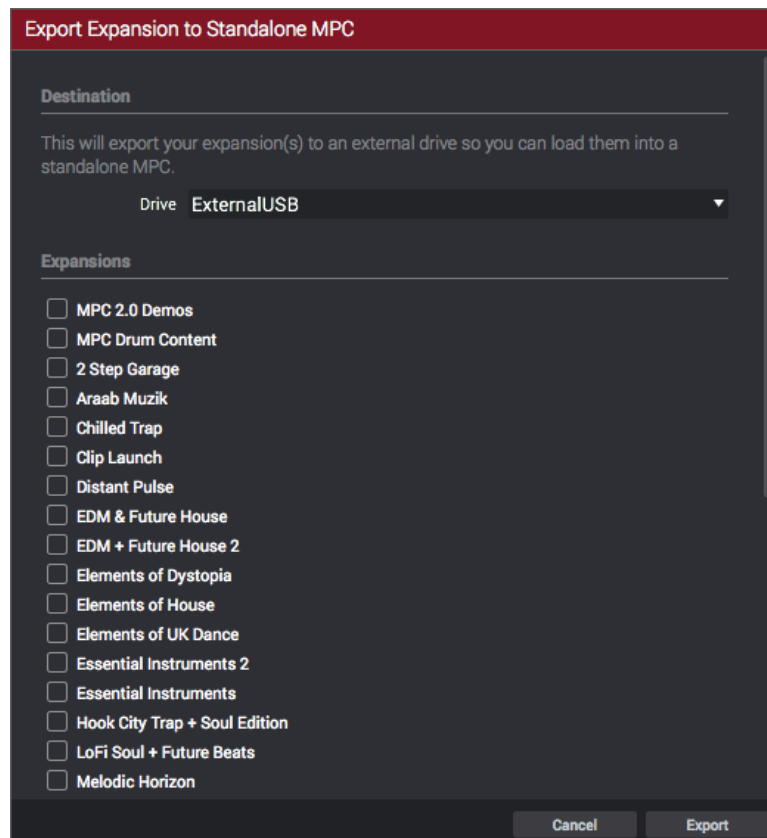 Export Expansion to Standalone MPC
Destination
This will export your expansion(s) to an external drive so you can load them into a
standalone MPC.
Drive ExternalUSB
Expansions
MPC 2.0 Demos
MPC Drum Content
2 Step Garage
Araab Muzik
Chilled Trap
Clip Launch
Distant Pulse
EDM & Future House
EDM + Future House 2
Elements of Dystopia
Elements of House
Elements of UK Dance
Essential Instruments 2
Essential Instruments
Hook City Trap + Soul Edition
LoFi Soul + Future Beats
Melodic Horizon
Cancel Export